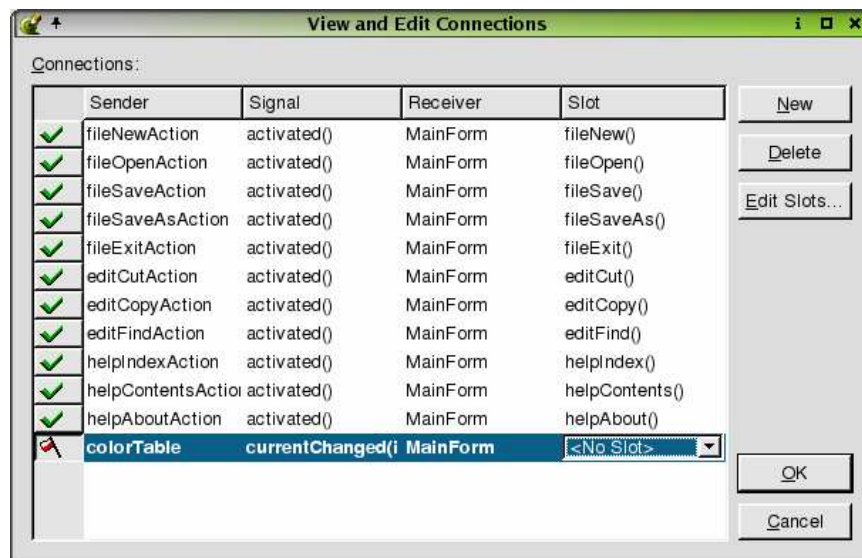 View and Edit Connections
Connections:
Sender Signal Receiver Slot
fileNewAction activated() MainForm fileNew()
fileOpenAction activated() MainForm fileOpen()
fileSaveAction activated() MainForm fileSave()
fileSaveAsAction activated() MainForm fileSaveAs()
fileExitAction activated() MainForm fileExit()
editCutAction activated() MainForm editCut()
editCopyAction activated() MainForm editCopy()
editFindAction activated() MainForm editFind()
helpIndexAction activated() MainForm helpIndex()
helpContentsActio activated() MainForm helpContents()
helpAboutAction activated() MainForm helpAbout()
colorTable currentChanged(i MainForm <No Slot>
New
Delete
Edit Slots...
OK
Cancel